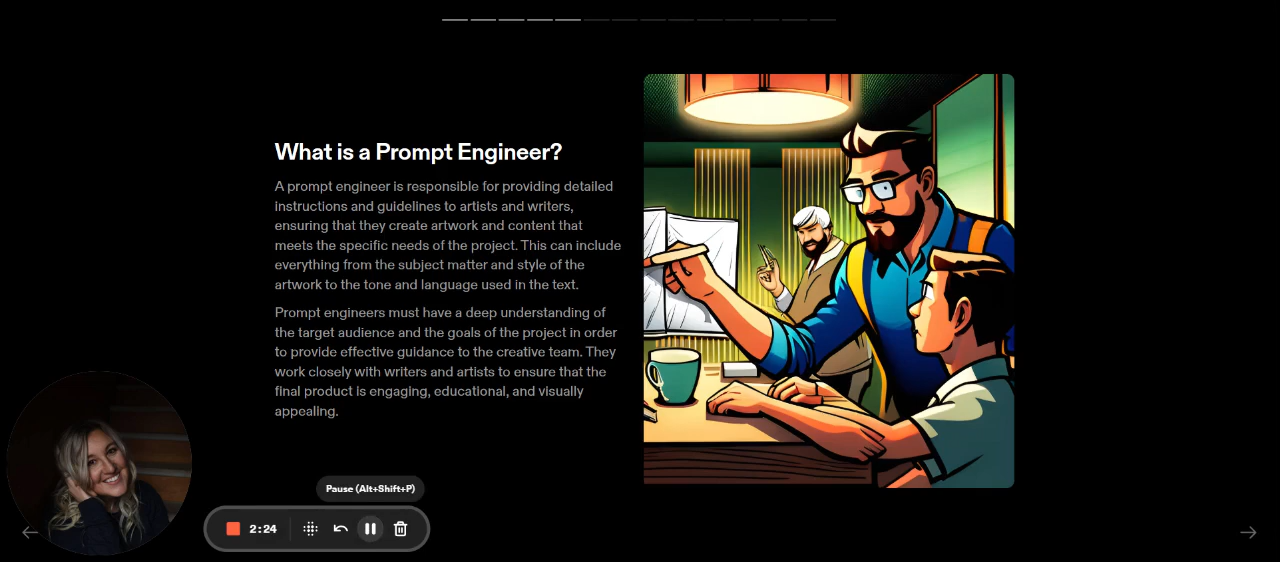 What is a Prompt Engineer?
A prompt engineer is responsible for providing detailed
instructions and guidelines to artists and writers,
ensuring that they create artwork and content that
meets the specific needs of the project. This can include
everything from the subject matter and style of the
artwork to the tone and language used in the text.
Prompt engineers must have a deep understanding of
the target audience and the goals of the project in order
to provide effective guidance to the creative team. They
work closely with writers and artists to ensure that the
final product is engaging, educational, and visually
appealing.
Pause (Alt+Shift+P)
2:24